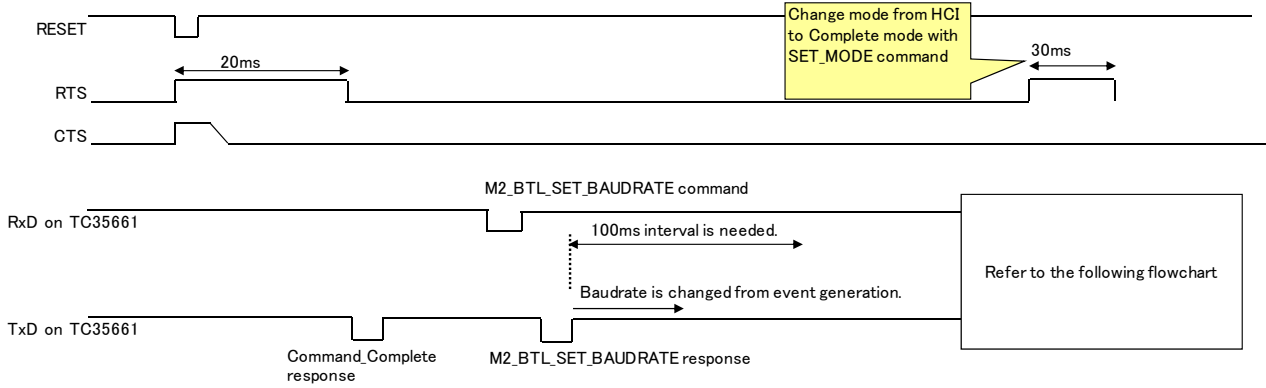 RESET
Change mode from HCI
to Complete mode with
SET_MODE command
20ms
30ms
RTS
CTS
M2_BTL_SET_BAUDRATE command
RxD on TC35661
100ms interval is needed.
Refer to the following flowchart
Baudrate is changed from event generation.
TxD on TC35661
Command_Complete
response
M2_BTL_SET_BAUDRATE response